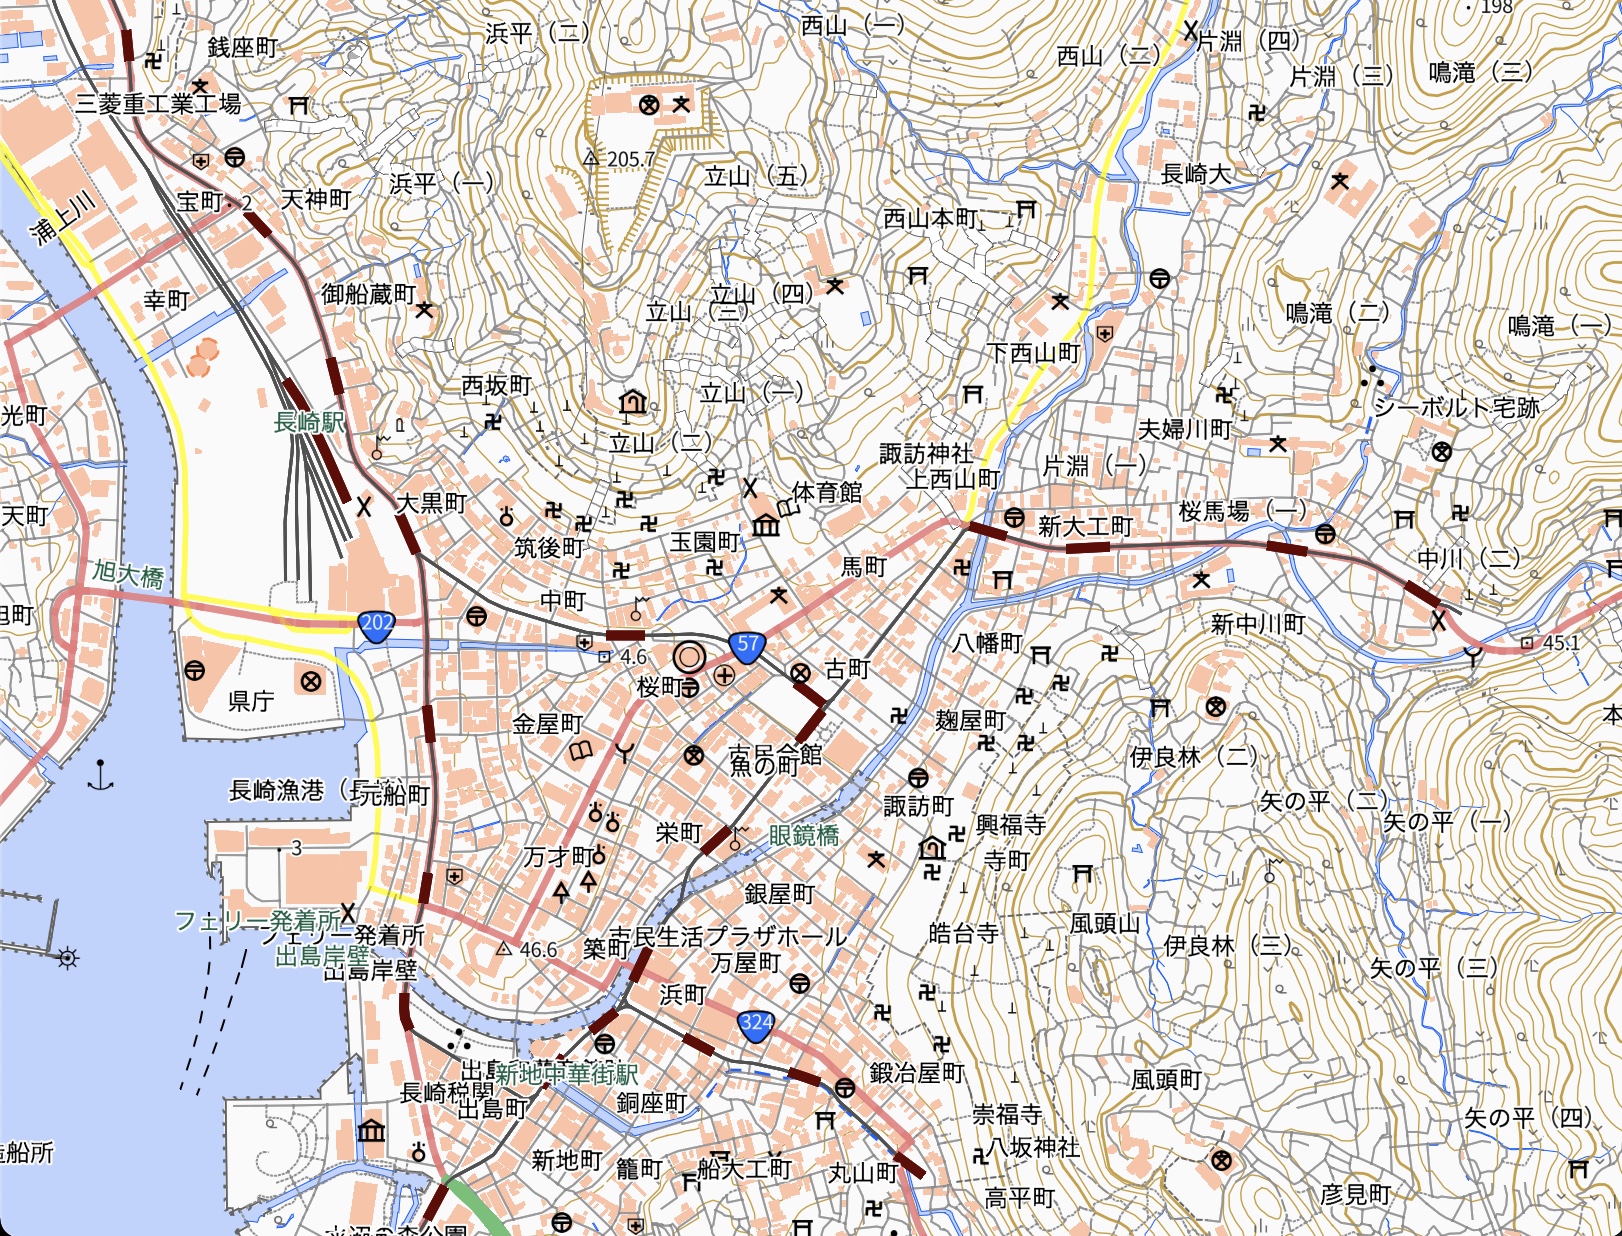 浜平（二）
西山（一）
・198
銭座町
西山（二）
片淵（四）
片淵（三）
鳴滝（三）
三菱重工業工場
205.7
浜平（一）
立山（五）
長崎大
宝町
・2
天神町
浦上川
西山本町
幸町
御船蔵町
立山（四）
立山（三）
鳴滝（二）
鳴滝（一）
下西山町
西坂町
立山（一）
光町
長崎駅
シーボルト宅跡
立山（二）
夫婦川町
諏訪神社
上西山町
片淵（一）
大黒町
体育館
天町
新大工町
桜馬場（一）
筑後町
玉園町
馬町
中川（二）
旭大橋
中町
旭町
202
57
新中川町
45.1
4.6
八幡町
古町
桜町
県庁
金屋町
麹屋町
本
市民会館
魚の町
伊良林（二）
長崎漁港（長崎）
元船町
諏訪町
矢の平（二）
矢の平（一）
栄町
眼鏡橋
興福寺
3
万才町
寺町
銀屋町
フェリー発着所
フェリー発着所
出島岸壁
出島岸壁
46.6
築町
市民生活プラザホール
皓台寺
風頭山
伊良林（三）
万屋町
矢の平（三）
浜町
324
新地中華街駅
鍛冶屋町
風頭町
長崎税関
出島町
銅座町
崇福寺
矢の平（四）
造船所
新地町
籠町
船大工町
丸山町
八坂神社
高平町
彦見町
水辺の森公園